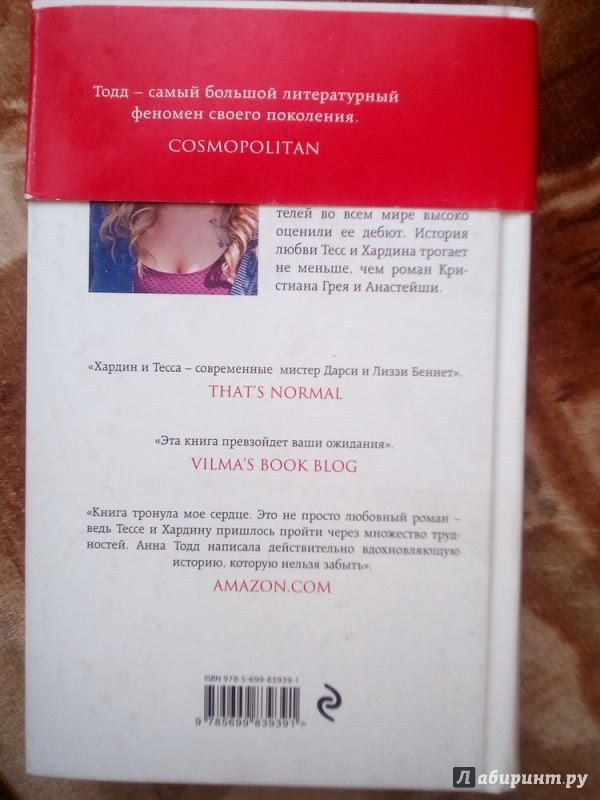 Тодд – самый большой литературный
феномен своего поколения.
COSMOPOLITAN
телей во всем мире высоко
оценили ее дебют. История
любви Тесс и Хардина трогает
не меньше, чем роман Кри-
стиана Грея и Анастейши.
«Хардин и Тесса – современные мистер Дарси и Лиззи Беннет».
THAT'S NORMAL
«Эта книга превзойдет ваши ожидания».
VILMA'S BOOK BLOG
«Книга тронула мое сердце. Это не просто любовный роман –
ведь Тессе и Хардину пришлось пройти через множество труд-
ностей. Анна Тодд написала действительно вдохновляющую
историю, которую нельзя забыть».
AMAZON.COM
ISBN 978-5-699-83939-1
9 785699 839391 >
Лабиринт.ру